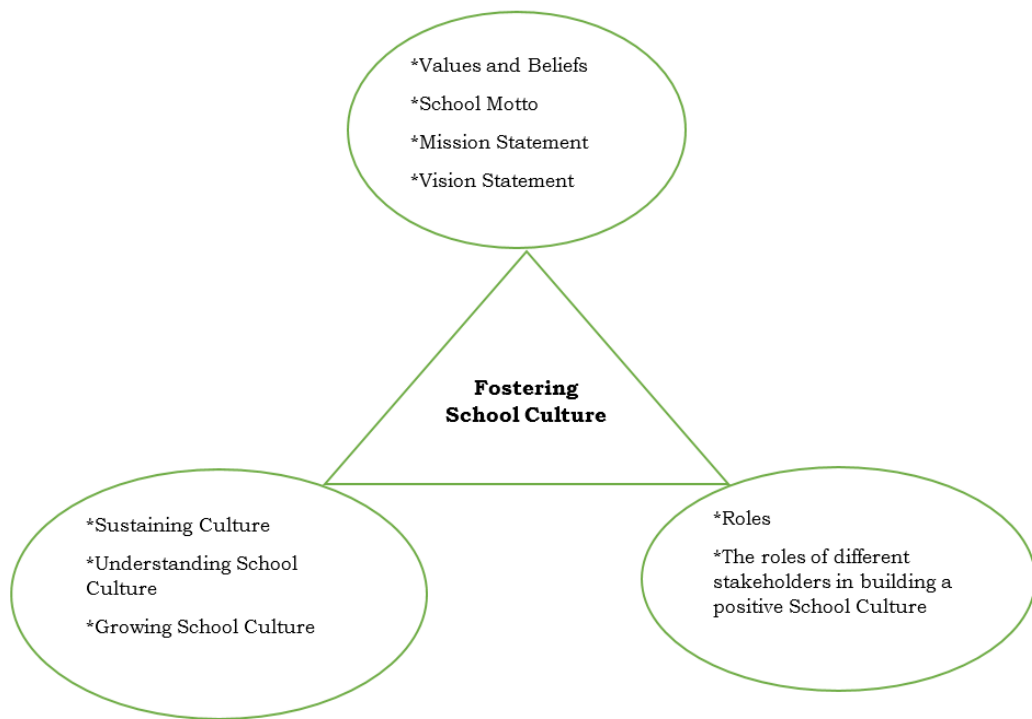 *Values and Beliefs
*School Motto
*Mission Statement
*Vision Statement
Fostering
School Culture
*Sustaining Culture
*Understanding School
Culture
*Growing School Culture
*Roles
*The roles of different
stakeholders in building a
positive School Culture